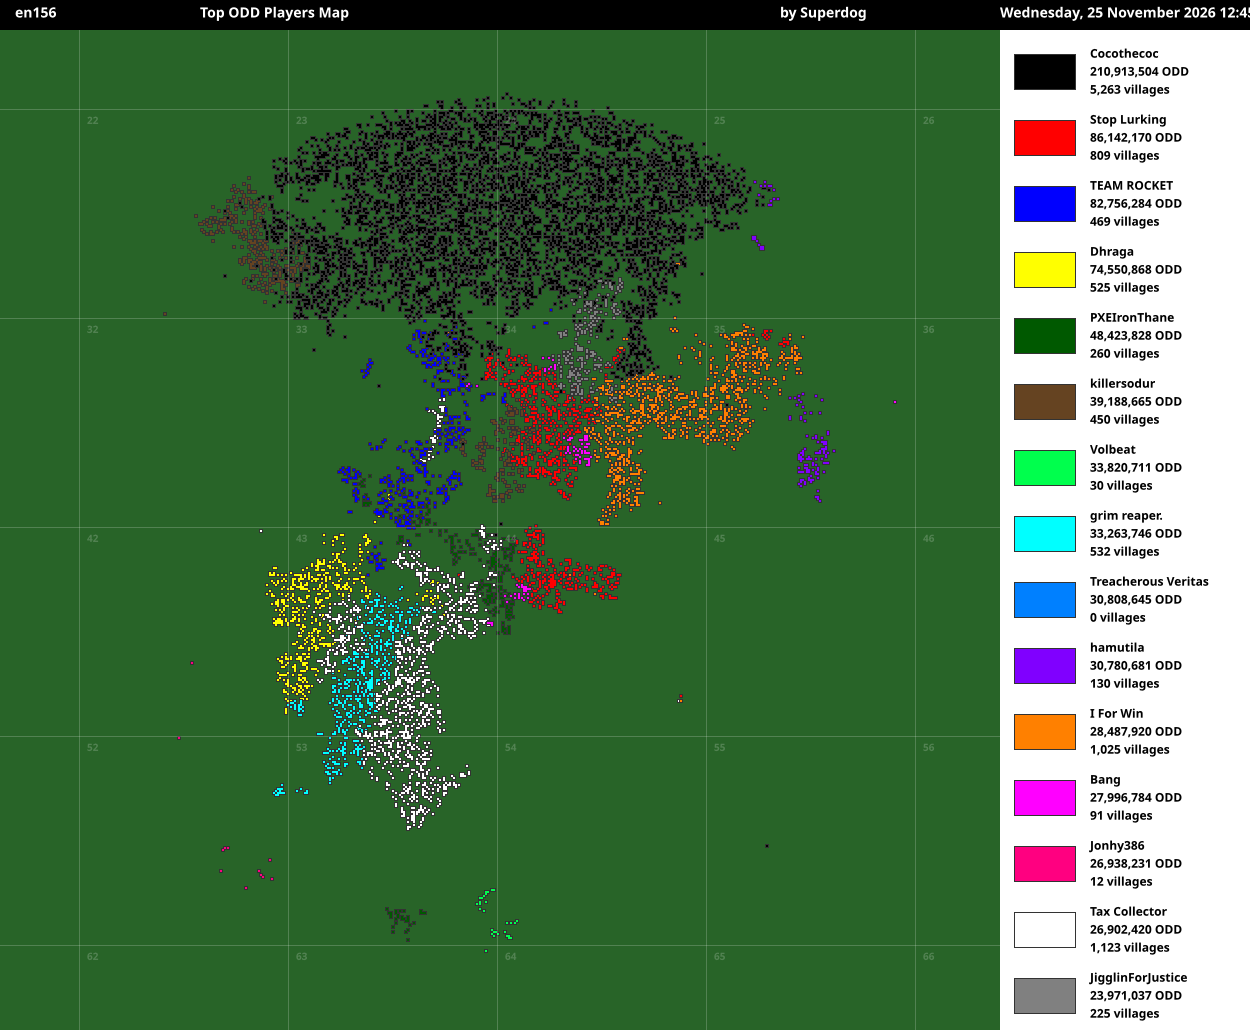 en156 Top ODD Players Map by Superdog Wednesday, 25 November 2026 12:45
Cocothecoc
210,913,504 ODD
5,263 villages
Stop Lurking
86,142,170 ODD
809 villages
TEAM ROCKET
82,756,284 ODD
469 villages
Dhraga
74,550,868 ODD
525 villages
PXEIronThane
48,423,828 ODD
260 villages
killersodur
39,188,665 ODD
450 villages
Volbeat
33,820,711 ODD
30 villages
grim reaper.
33,263,746 ODD
532 villages
Treacherous Veritas
30,808,645 ODD
0 villages
hamutila
30,780,681 ODD
130 villages
I For Win
28,487,920 ODD
1,025 villages
Bang
27,996,784 ODD
91 villages
Jonhy386
26,938,231 ODD
12 villages
Tax Collector
26,902,420 ODD
1,123 villages
JigglinForJustice
23,971,037 ODD
225 villages
22 23 25 26
32 33 34 35 36
42 43 44 45 46
52 53 54 55 56
62 63 64 65 66